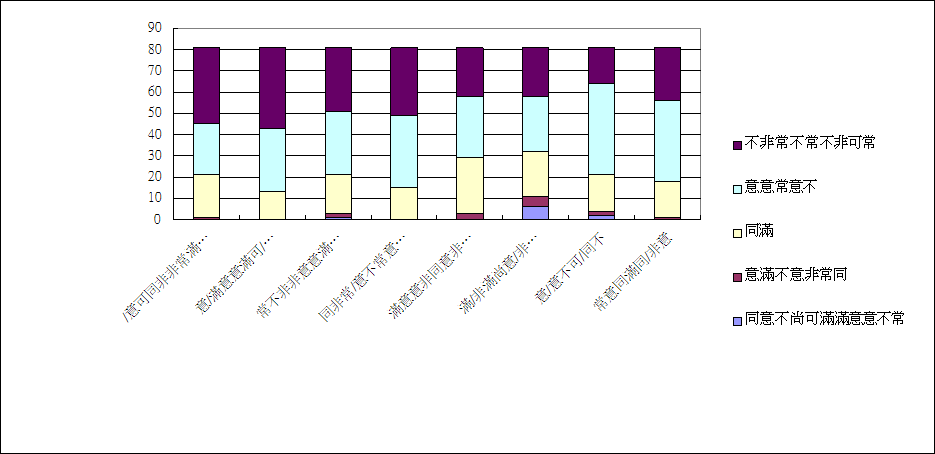 90
80
70
60
50
40
30
20
10
0
/意可同非非常滿…
意/滿意意滿可/…
常不非非意意滿…
同非常/意不常意…
滿意意非同意非…
滿/非滿尚意/非…
意/意不可/同不
常意同滿同/非意
不非常不常不非可常
意意常意不
同滿
意滿不意非常同
同意不尚可滿滿意意不常